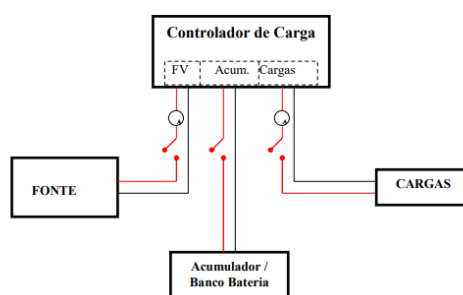 Controlador de Carga
FV Acum. Cargas
A A
FONTE
CARGAS
Acumulador /
Banco Bateria